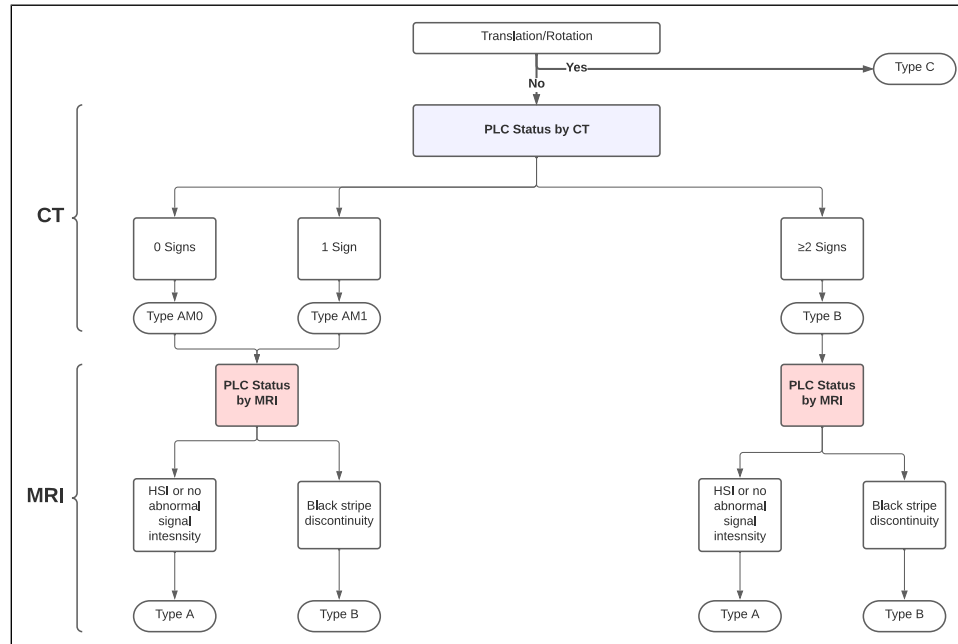 Translation/Rotation
Yes
Type C
No
PLC Status by CT
CT
0 Signs
1 Sign
≥2 Signs
Type AM0
Type AM1
Type B
PLC Status
by MRI
PLC Status
by MRI
MRI
HSI or no
abnormal
signal
intesnsity
Black stripe
discontinuity
HSI or no
abnormal
signal
intesnsity
Black stripe
discontinuity
Type A
Type B
Type A
Type B